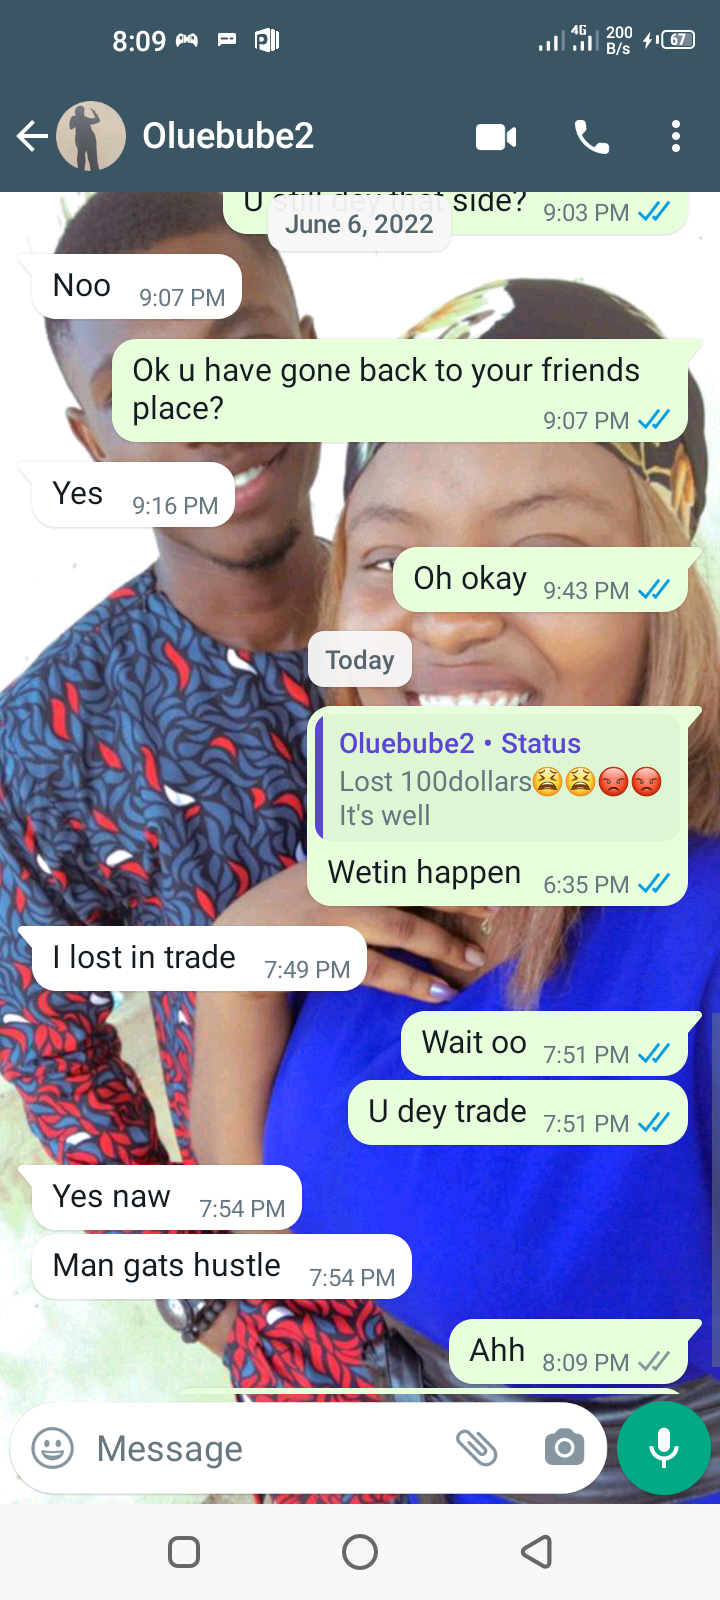 8:09
4G
200
B/s
67
Oluebube2
U still dey that side? 9:03 PM
June 6, 2022
Noo 9:07 PM
Ok u have gone back to your friends
place? 9:07 PM
Yes 9:16 PM
Oh okay 9:43 PM
Today
Oluebube2 • Status
Lost 100dollars😫😫😡😡
It's well
Wetin happen 6:35 PM
I lost in trade 7:49 PM
Wait oo 7:51 PM
U dey trade 7:51 PM
Yes naw 7:54 PM
Man gats hustle 7:54 PM
Ahh 8:09 PM
Message